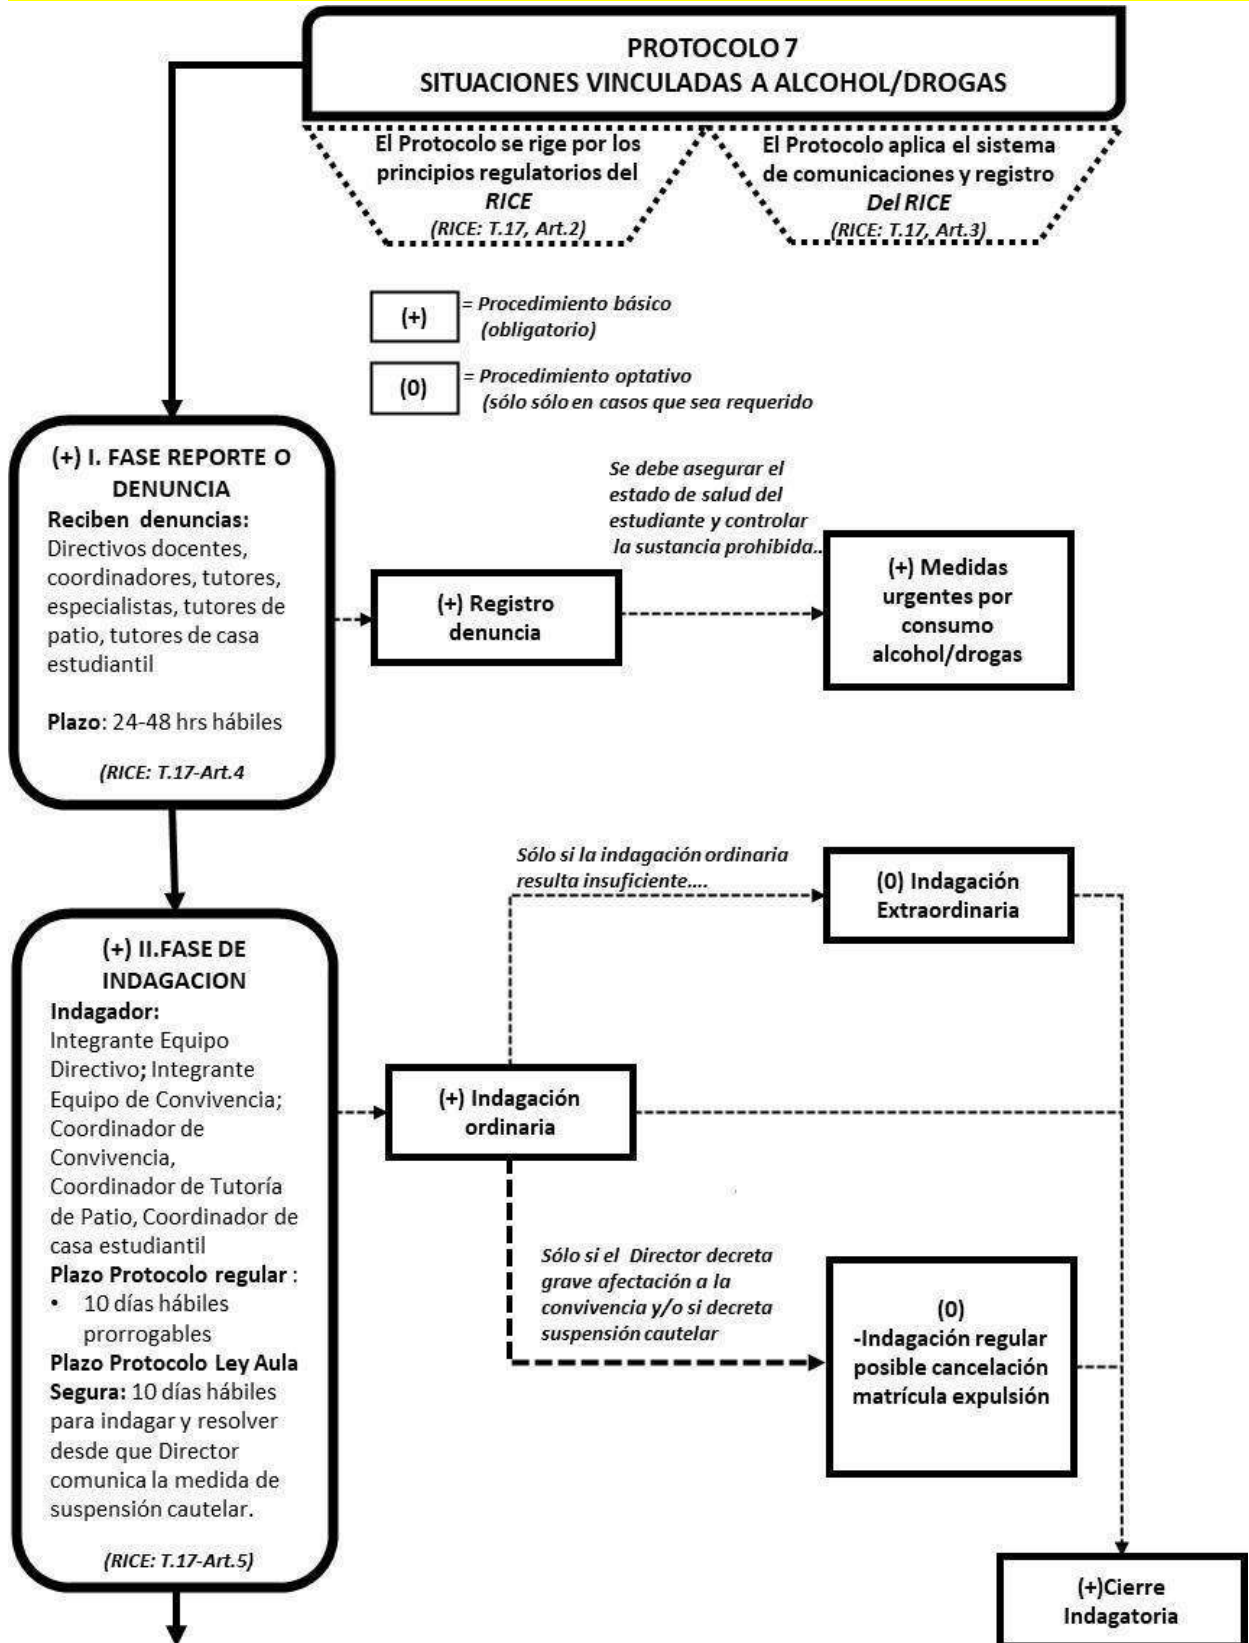 PROTOCOLO 7
SITUACIONES VINCULADAS A ALCOHOL/DROGAS
El Protocolo se rige por los
principios regulatorios del
RICE
(RICE: T.17, Art.2)
El Protocolo aplica el sistema
de comunicaciones y registro
Del RICE
(RICE: T.17, Art.3)
(+)
= Procedimiento básico
(obligatorio)
(0)
= Procedimiento optativo
(sólo sólo en casos que sea requerido
(+) I. FASE REPORTE O
DENUNCIA
Reciben denuncias:
Directivos docentes,
coordinadores, tutores,
especialistas, tutores de
patio, tutores de casa
estudiantil
Plazo: 24-48 hrs hábiles
(RICE: T.17-Art.4
(+) Registro
denuncia
Se debe asegurar el
estado de salud del
estudiante y controlar
la sustancia prohibida..
(+) Medidas
urgentes por
consumo
alcohol/drogas
(+) II.FASE DE
INDAGACION
Indagador:
Integrante Equipo
Directivo; Integrante
Equipo de Convivencia;
Coordinador de
Convivencia,
Coordinador de Tutoría
de Patio, Coordinador de
casa estudiantil
Plazo Protocolo regular :
• 10 días hábiles
prorrogables
Plazo Protocolo Ley Aula
Segura: 10 días hábiles
para indagar y resolver
desde que Director
comunica la medida de
suspensión cautelar.
(RICE: T.17-Art.5)
(+) Indagación
ordinaria
Sólo si la indagación ordinaria
resulta insuficiente....
(0) Indagación
Extraordinaria
Sólo si el Director decreta
grave afectación a la
convivencia y/o si decreta
suspensión cautelar
(0)
-Indagación regular
posible cancelación
matrícula expulsión
(+)Cierre
Indagatoria